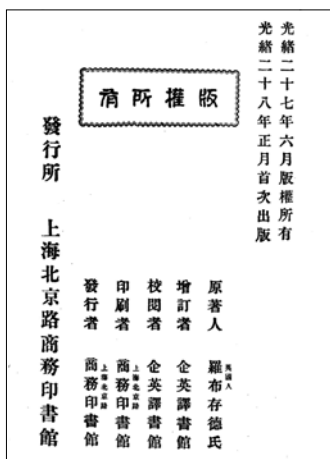 光緒二十七年六月版權所有
光緒二十八年正月首次出版
版權所有
原著人 英國人 羅布存德氏
增訂者 企英譯書館
校閱者 企英譯書館
印刷者 上海北京路 商務印書館
發行者 上海北京路 商務印書館
發行所 上海北京路商務印書館